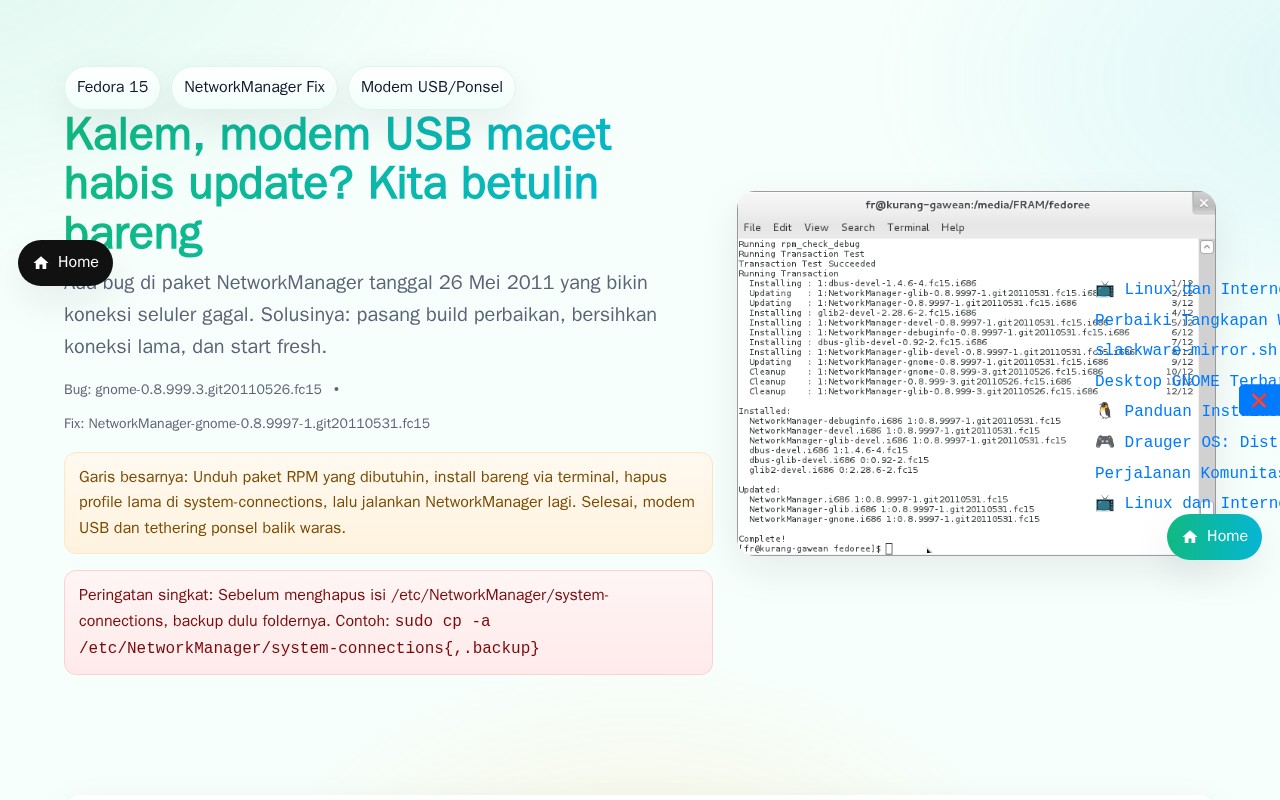 Fedora 15
NetworkManager Fix
Modem USB/Ponsel
Kalem, modem USB macet
habis update? Kita betulin
bareng
Home
Ada bug di paket NetworkManager tanggal 26 Mei 2011 yang bikin
koneksi seluler gagal. Solusinya: pasang build perbaikan, bersihkan
koneksi lama, dan start fresh.
Bug: gnome-0.8.999.3.git20110526.fc15 •
Fix: NetworkManager-gnome-0.8.9997-1.git20110531.fc15
Garis besarnya: Unduh paket RPM yang dibutuhin, install bareng via terminal, hapus
profile lama di system-connections, lalu jalankan NetworkManager lagi. Selesai, modem
USB dan tethering ponsel balik waras.
Peringatan singkat: Sebelum menghapus isi /etc/NetworkManager/system-
connections, backup dulu foldernya. Contoh: sudo cp -a
/etc/NetworkManager/system-connections{,.backup}
fr@kurang-gawean:/media/FRAM/fedoree
File Edit View Search Terminal Help
Running rpm_check_debug
Running Transaction Test
Transaction Test Succeeded
Running Transaction
Installing : 1:dbus-devel-1.4.6-4.fc15.i686 1/12
Updating : 1:NetworkManager-glib-0.8.9997-1.git20110531.fc15.i686 2/12
Updating : 1:NetworkManager-0.8.9997-1.git20110531.fc15.i686 3/12
Installing : glib2-devel-2.28.6-2.fc15.i686 4/12
Installing : 1:NetworkManager-devel-0.8.9997-1.git20110531.fc15.i686 5/12
Installing : 1:NetworkManager-debuginfo-0.8.9997-1.git20110531.fc15.i686 6/12
Installing : dbus-glib-devel-0.92-2.fc15.i686 7/12
Installing : 1:NetworkManager-glib-devel-0.8.9997-1.git20110531.fc15.i686 8/12
Updating : 1:NetworkManager-gnome-0.8.9997-1.git20110531.fc15.i686 9/12
Cleanup : 1:NetworkManager-gnome-0.8.999-3.git20110526.fc15.i686 10/12
Cleanup : 1:NetworkManager-0.8.999-3.git20110526.fc15.i686
Cleanup : 1:NetworkManager-glib-0.8.999-3.git20110526.fc15.i686 12/12
Installed:
NetworkManager-debuginfo.i686 1:0.8.9997-1.git20110531.fc15
NetworkManager-devel.i686 1:0.8.9997-1.git20110531.fc15
NetworkManager-glib-devel.i686 1:0.8.9997-1.git20110531.fc15
dbus-devel.i686 1:1.4.6-4.fc15
dbus-glib-devel.i686 0:0.92-2.fc15
glib2-devel.i686 0:2.28.6-2.fc15
Updated:
NetworkManager.i686 1:0.8.9997-1.git20110531.fc15
NetworkManager-glib.i686 1:0.8.9997-1.git20110531.fc15
NetworkManager-gnome.i686 1:0.8.9997-1.git20110531.fc15
Complete!
[fr@kurang-gawean fedoree]$
📺 Linux dan Interne
Perbaiki Tangkapan W
slackware-mirror.sh
Desktop GNOME Terba
🐧 Panduan Inst
🎮 Drauger OS: Dist
Perjalanan Komunitas
📺 Linux dan Interne
Home